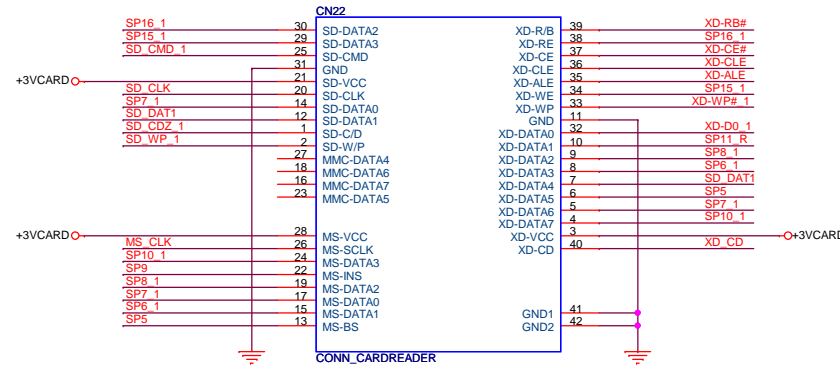 CN22
SP16_1 30 SD-DATA2
SP15_1 29 SD-DATA3
SD_CMD_1 25 SD-CMD
31 GND
+3VCARD 21 SD-VCC
SD_CLK 20 SD-CLK
SP7_1 14 SD-DATA0
SD_DAT1 12 SD-DATA1
SD_CDZ_1 1 SD-C/D
SD_WP_1 2 SD-W/P
27 MMC-DATA4
18 MMC-DATA6
16 MMC-DATA7
23 MMC-DATA5
+3VCARD 28 MS-VCC
MS_CLK 26 MS-SCLK
SP10_1 24 MS-DATA3
SP9 22 MS-INS
SP8_1 19 MS-DATA2
SP7_1 17 MS-DATA0
SP6_1 15 MS-DATA1
SP5 13 MS-BS
XD-R/B 39 XD-RB#
XD-RE 38 SP16_1
XD-CE 37 XD-CE#
XD-CLE 36 XD-CLE
XD-ALE 35 XD-ALE
XD-WE 34 SP15_1
XD-WP 33 XD-WP#_1
GND 11
XD-DATA0 32 XD-D0_1
XD-DATA1 10 SP11_R
XD-DATA2 9 SP8_1
XD-DATA3 8 SP6_1
XD-DATA4 7 SD_DAT1
XD-DATA5 6 SP5
XD-DATA6 5 SP7_1
XD-DATA7 4 SP10_1
XD-VCC 3 +3VCARD
XD-CD 40 XD_CD
GND1 41
GND2 42
CONN_CARDREADER